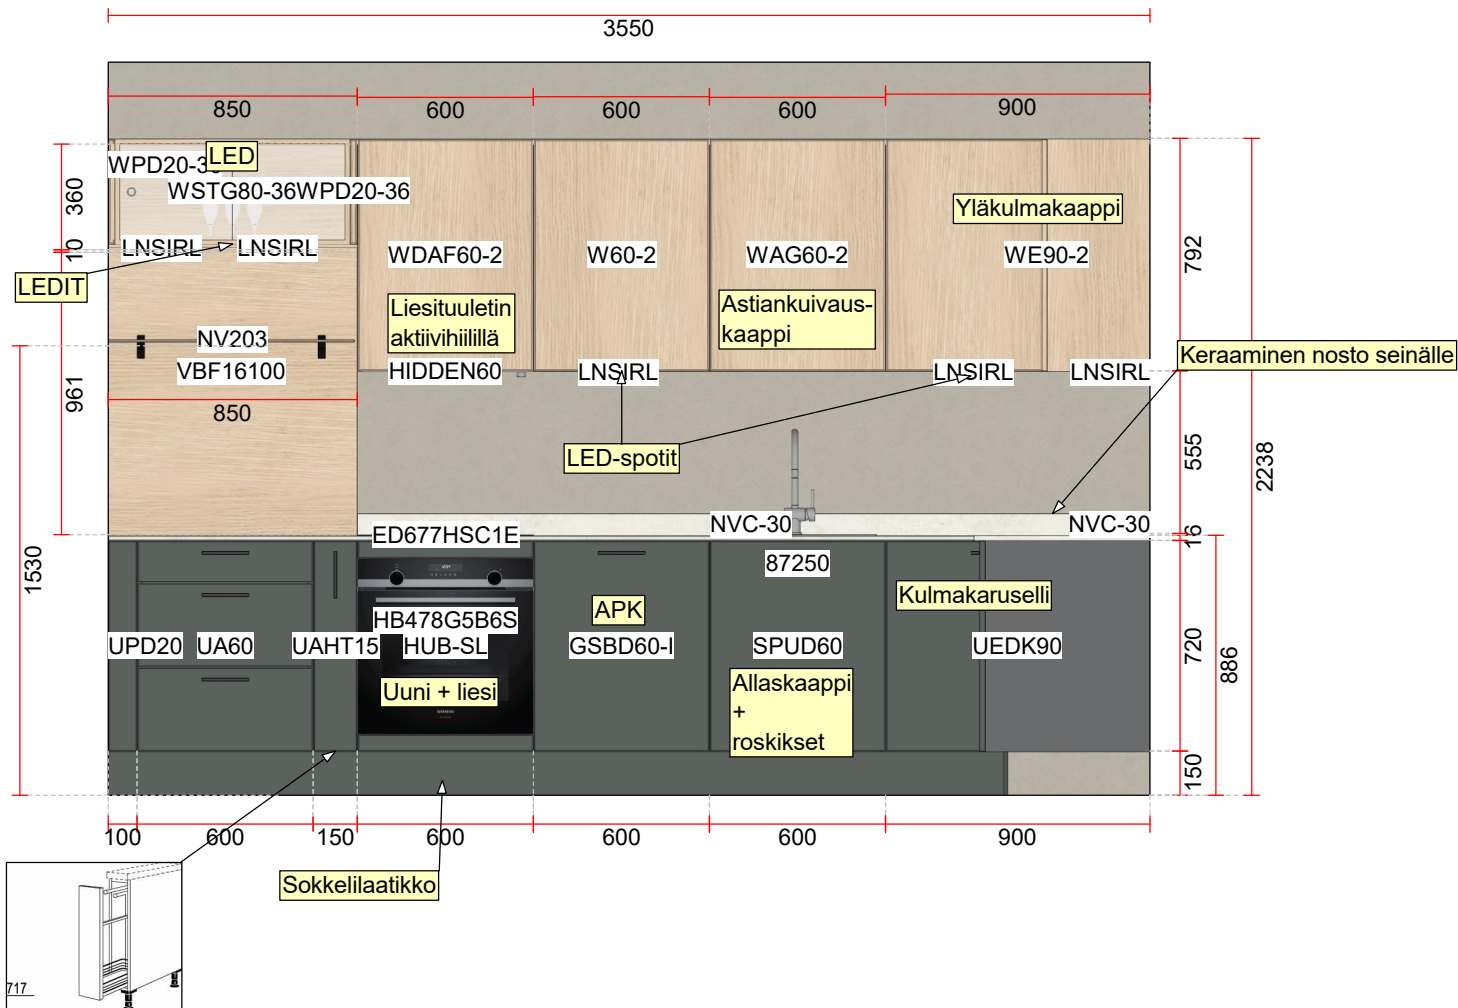 3550
850
600
600
600
900
WPD20-36
LED
WSTG80-36
WPD20-36
LNSIRL
LNSIRL
360
10
961
1530
LEDIT
WDAF60-2
W60-2
WAG60-2
Yläkulmakaappi
WE90-2
Liesituuletin
aktiivihiilillä
Astiankuivaus-
kaappi
NV203
VBF16100
HIDDEN60
LNSIRL
LNSIRL
LNSIRL
850
Keraaminen nosto seinälle
LED-spotit
792
555
16
720
150
886
2238
ED677HSC1E
NVC-30
NVC-30
87250
HB478G5B6S
APK
Kulmakaruselli
UPD20
UA60
UAHT15
HUB-SL
GSBD60-I
SPUD60
UEDK90
Uuni + liesi
Allaskaappi
+
roskikset
100
600
150
600
600
600
900
Sokkelilaatikko
717